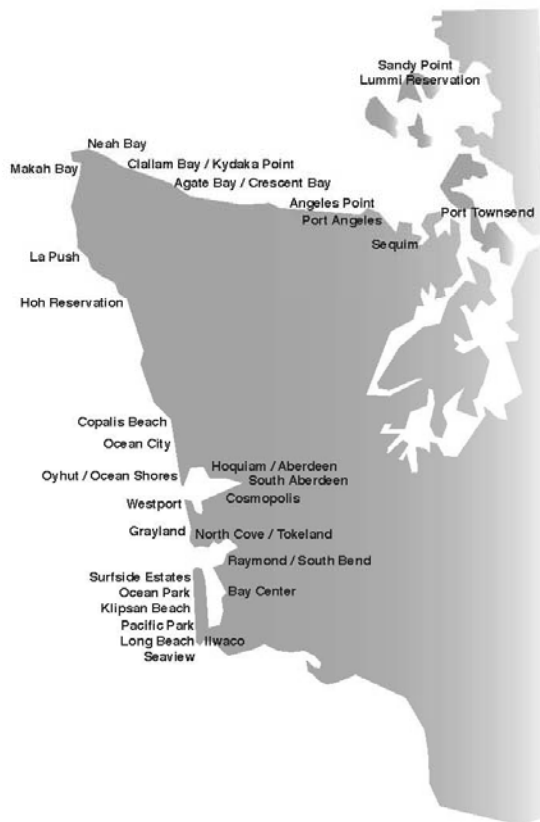 Sandy Point
Lummi Reservation
Neah Bay
Makah Bay
Clallam Bay / Kydaka Point
Agate Bay / Crescent Bay
Angeles Point
Port Angeles
Port Townsend
Sequim
La Push
Hoh Reservation
Copalis Beach
Ocean City
Oyhut / Ocean Shores
Hoquiam / Aberdeen
South Aberdeen
Cosmopolis
Westport
Grayland
North Cove / Tokeland
Raymond / South Bend
Surfside Estates
Ocean Park
Bay Center
Klipsan Beach
Pacific Park
Long Beach
Ilwaco
Seaview